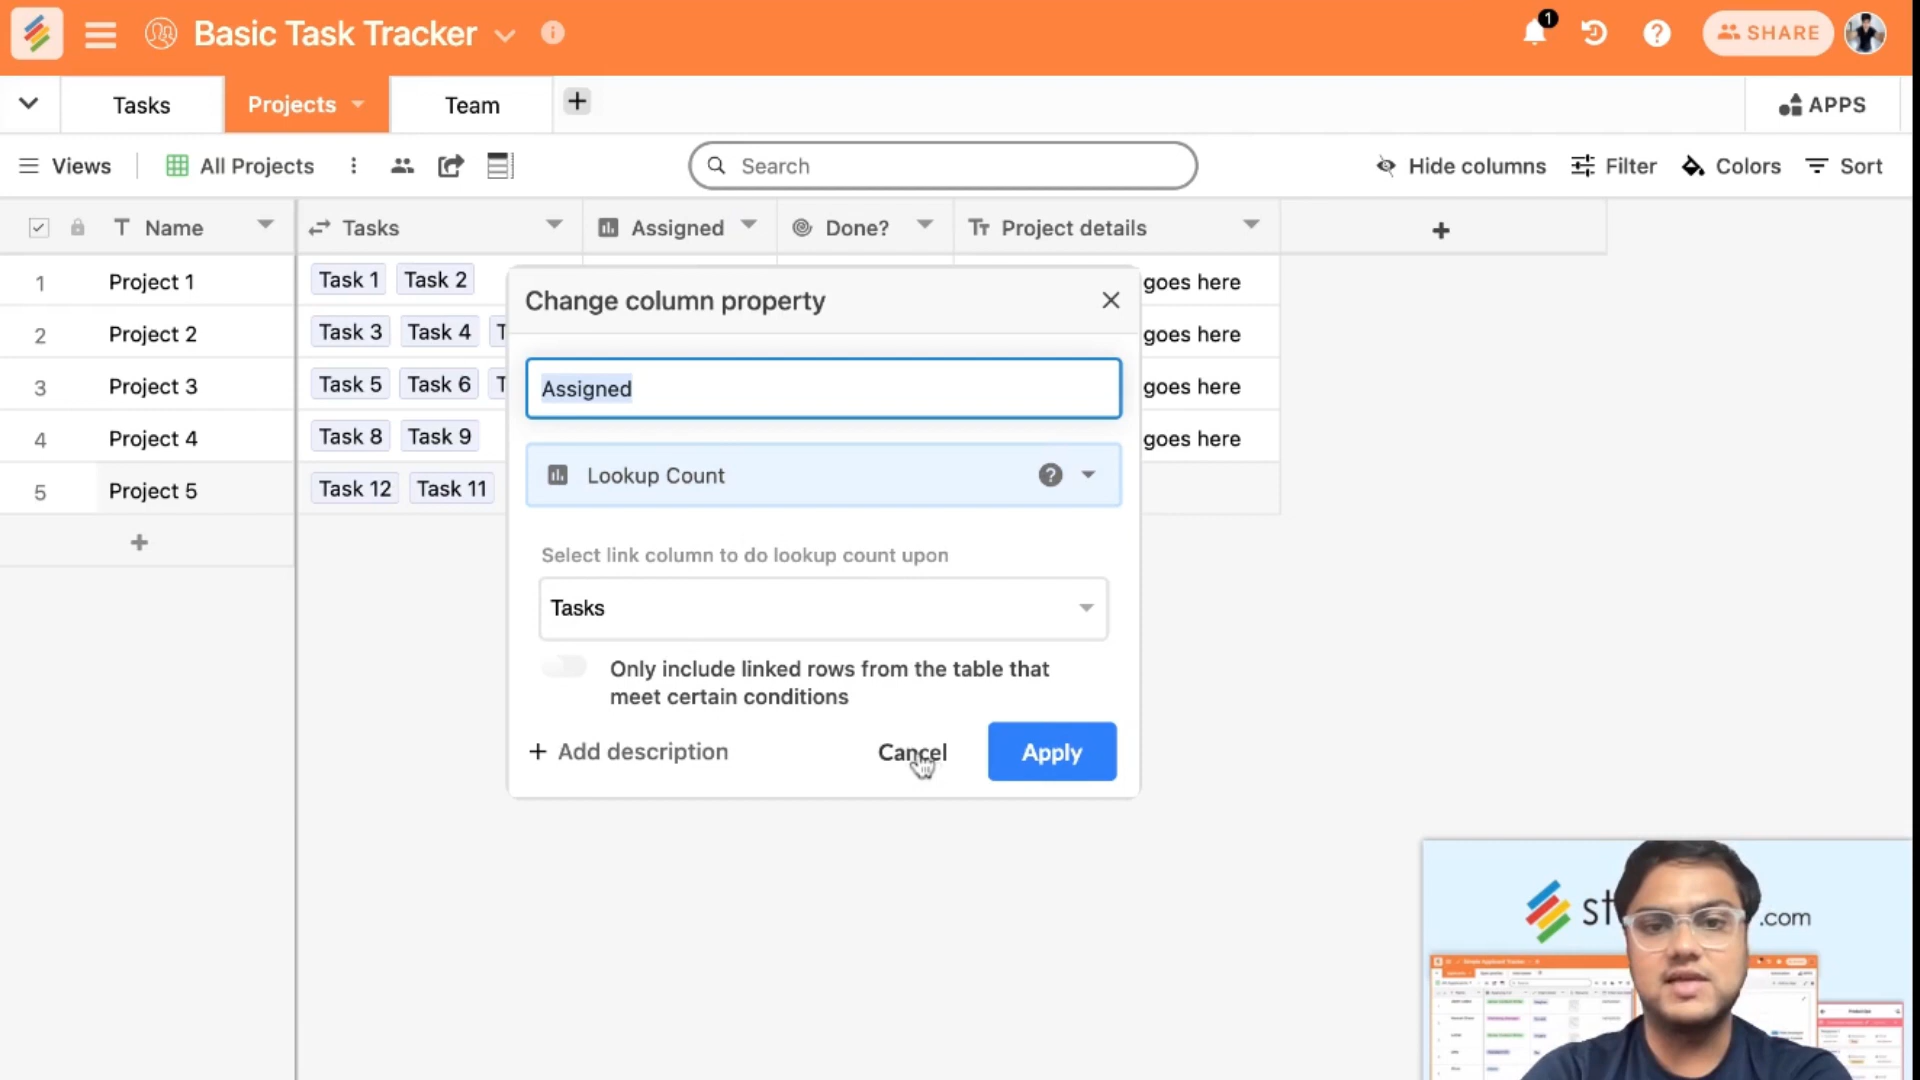 Basic Task Tracker
1
SHARE
Tasks
Projects
Team
APPS
Views
All Projects
Search
Hide columns
Filter
Colors
Sort
Name
Tasks
Assigned
Done?
Project details
1 Project 1 Task 1 Task 2 goes here
2 Project 2 Task 3 Task 4 T goes here
3 Project 3 Task 5 Task 6 T goes here
4 Project 4 Task 8 Task 9 goes here
5 Project 5 Task 12 Task 11
+
Change column property
Assigned
Lookup Count
Select link column to do lookup count upon
Tasks
Only include linked rows from the table that
meet certain conditions
+ Add description
Cancel
Apply
st .com